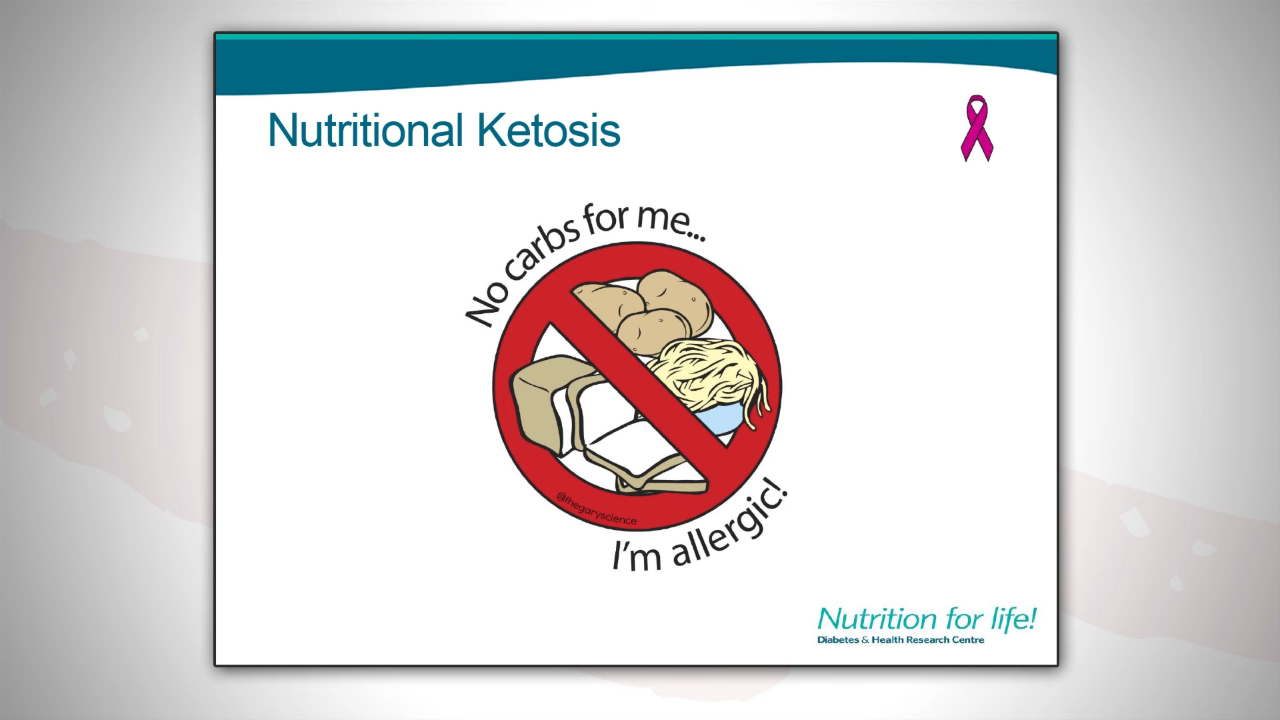 Nutritional Ketosis
No carbs for me...
@thegaryscience
I'm allergic!
Nutrition for life!
Diabetes & Health Research Centre